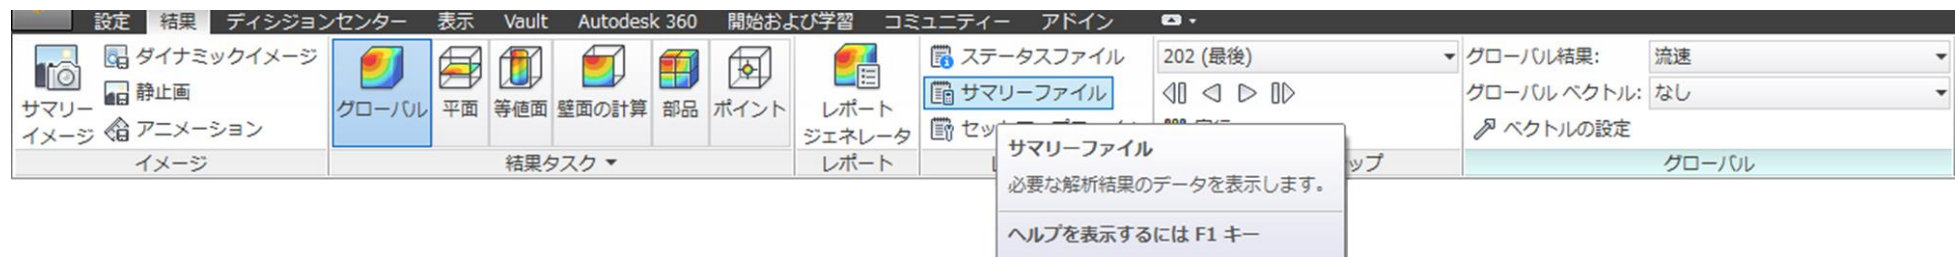 設定 結果 ディシジョンセンター 表示 Vault Autodesk 360 開始および学習 コミュニティー アドイン
サマリー
イメージ
ダイナミックイメージ
静止画
アニメーション
イメージ
グローバル 平面 等値面 壁面の計算 部品 ポイント
結果タスク
レポート
ジェネレータ
レポート
ステータスファイル
サマリーファイル
202 (最後)
ップ
グローバル結果: 流速
グローバル ベクトル: なし
ベクトルの設定
グローバル
サマリーファイル
必要な解析結果のデータを表示します。
ヘルプを表示するには F1 キー